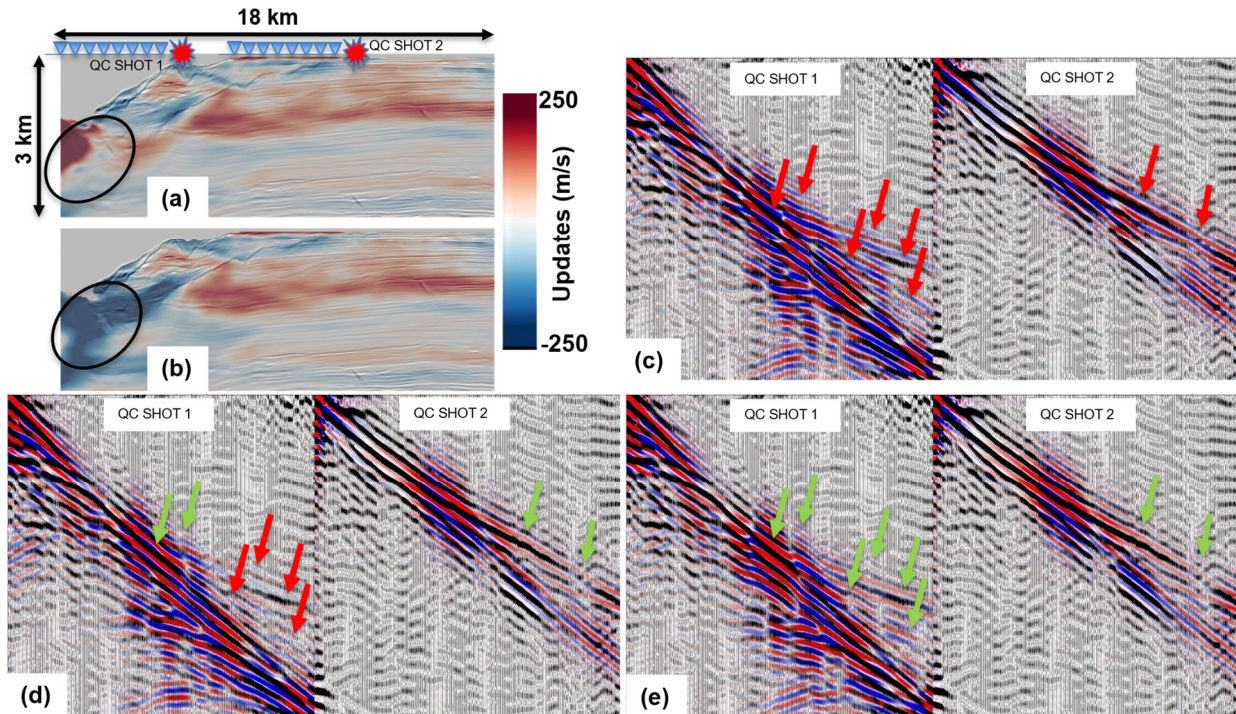 18 km
QC SHOT 1
QC SHOT 2
3 km
(a)
(b)
250
Updates (m/s)
-250
QC SHOT 1
QC SHOT 2
(c)
QC SHOT 1
QC SHOT 2
(d)
QC SHOT 1
QC SHOT 2
(e)